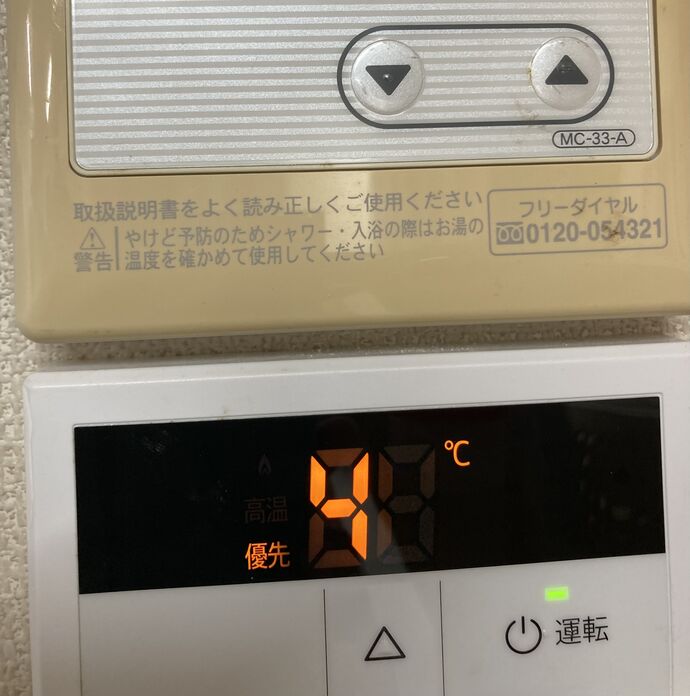 MC-33-A
取扱説明書をよく読み正しくご使用ください
警告
やけど予防のためシャワー・入浴の際はお湯の
温度を確かめて使用してください
フリーダイヤル
0120-054321
4 ℃
高温
優先
運転